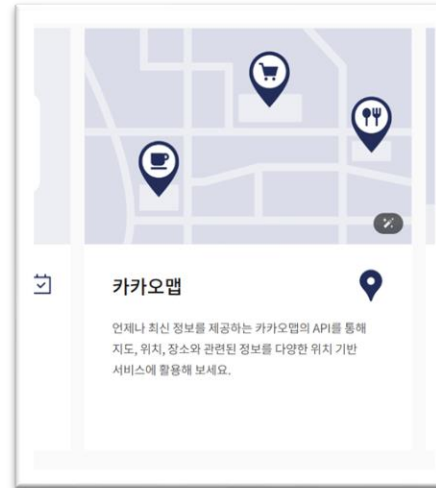 카카오맵
언제나 최신 정보를 제공하는 카카오맵의 API를 통해
지도, 위치, 장소와 관련된 정보를 다양한 위치 기반
서비스에 활용해 보세요.